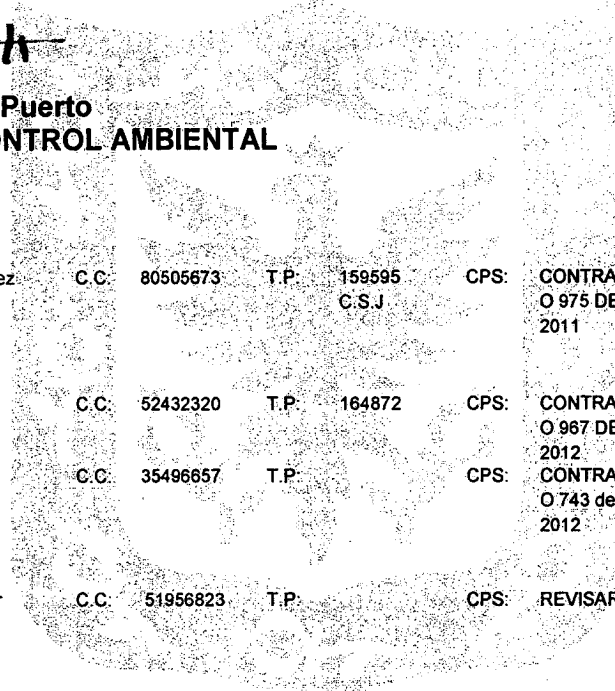 Puerto
NTROL AMBIENTAL
ez C.C: 80505673 T.P: 159595 CPS: CONTRA
C.S.J O 975 DE
2011
C.C: 52432320 T.P: 164872 CPS: CONTRA
O 967 DE
2012
C.C: 35496657 T.P: CPS: CONTRA
O 743 de
2012
C.C: 51956823 T.P: CPS: REVISAR